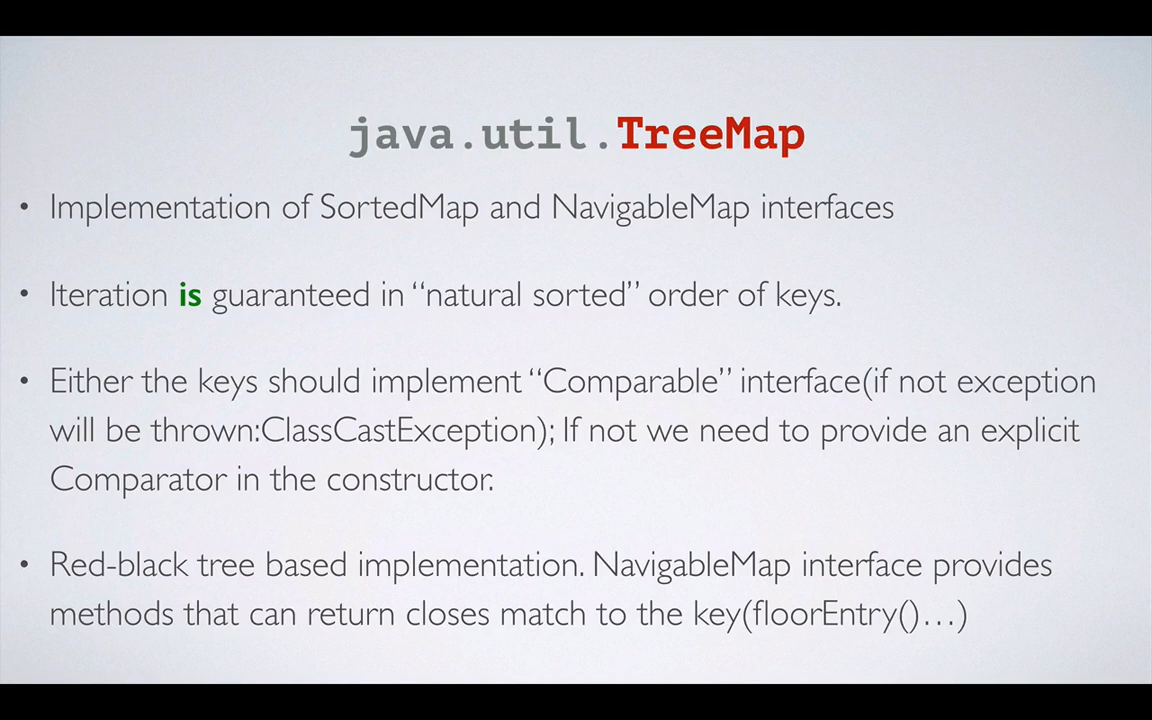 java.util.TreeMap
• Implementation of SortedMap and NavigableMap interfaces
• Iteration is guaranteed in “natural sorted” order of keys.
• Either the keys should implement “Comparable” interface(if not exception
will be thrown:ClassCastException); If not we need to provide an explicit
Comparator in the constructor.
• Red-black tree based implementation. NavigableMap interface provides
methods that can return closes match to the key(floorEntry()…)